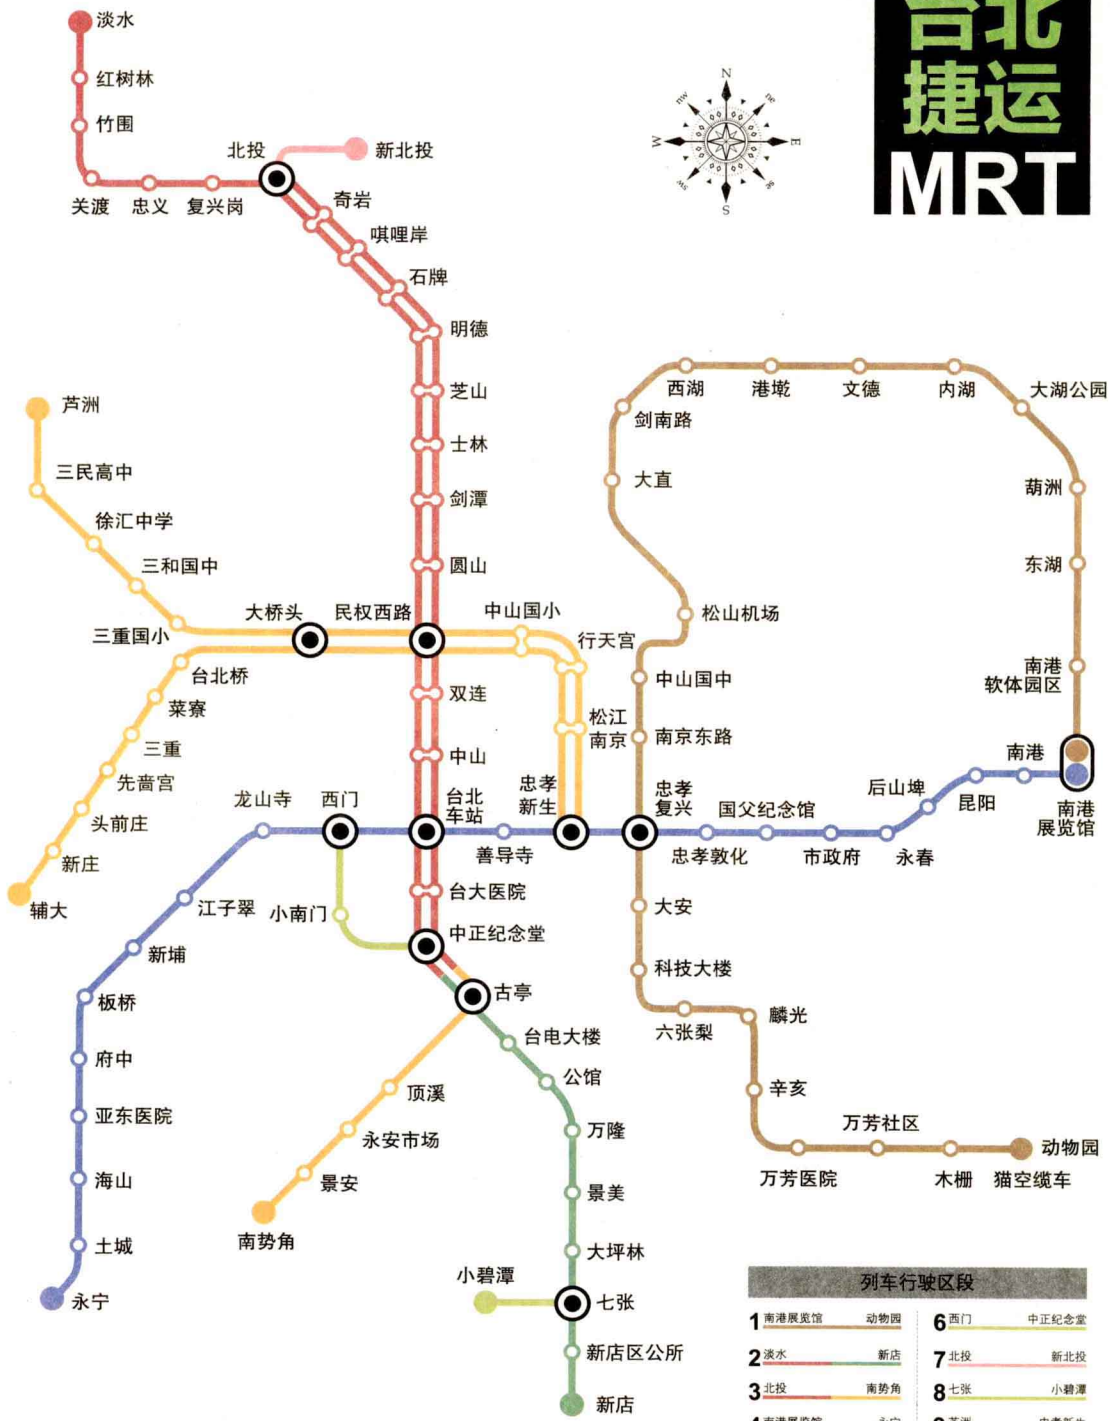 台北
捷运
MRT
N
ne
E
se
S
sw
W
nw
淡水
红树林
竹围
关渡
忠义
复兴岗
北投
新北投
奇岩
唭哩岸
石牌
明德
芝山
士林
剑潭
圆山
民权西路
双连
中山
台北
车站
台大医院
中正纪念堂
古亭
台电大楼
公馆
万隆
景美
大坪林
七张
小碧潭
新店区公所
新店
芦洲
三民高中
徐汇中学
三和国中
三重国小
大桥头
台北桥
菜寮
三重
先啬宫
头前庄
新庄
辅大
中山国小
行天宫
松江
南京
忠孝
新生
顶溪
永安市场
景安
南势角
龙山寺
西门
小南门
善导寺
忠孝
复兴
忠孝敦化
国父纪念馆
市政府
永春
后山埤
昆阳
南港
南港
展览馆
江子翠
新埔
板桥
府中
亚东医院
海山
土城
永宁
西湖
港墘
文德
内湖
大湖公园
葫洲
东湖
南港
软体园区
剑南路
大直
松山机场
中山国中
南京东路
大安
科技大楼
六张梨
麟光
辛亥
万芳医院
万芳社区
木栅
动物园
猫空缆车
列车行驶区段
1 南港展览馆 动物园
2 淡水 新店
3 北投 南势角
6 西门 中正纪念堂
7 北投 新北投
8 七张 小碧潭